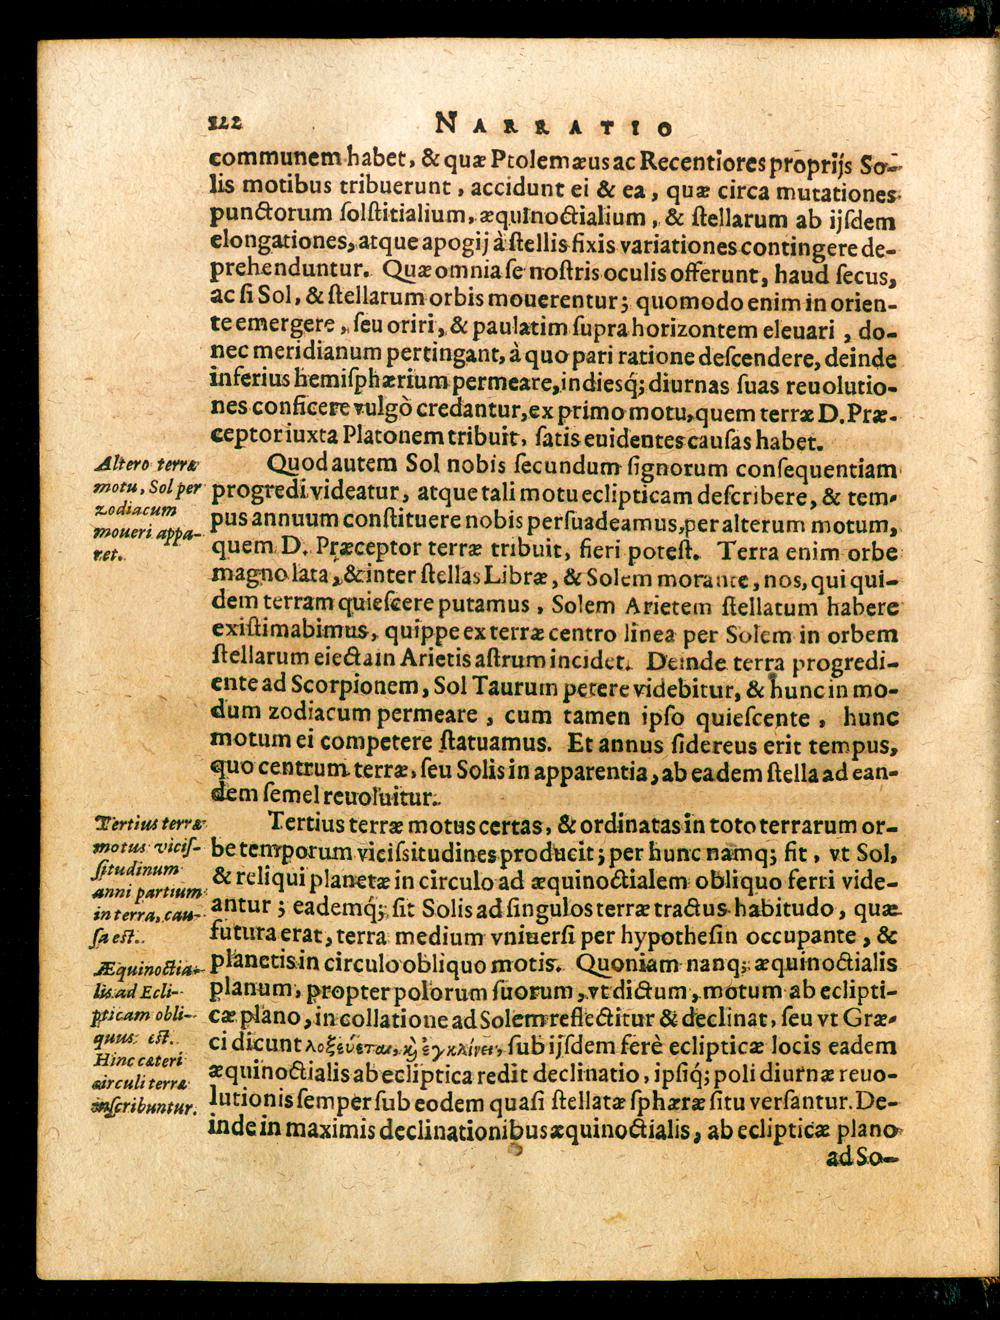 122 NARRATIO
communem habet, & quæ Ptolemæus ac Recentiores proprijs So-
lis motibus tribuerunt, accidunt ei & ea, quæ circa mutationes
punctorum ſolſtitialium, æquinoctialium, & ſtellarum ab ijſdem
elongationes, atque apogij à ſtellis fixis variationes contingere de-
prehenduntur. Quæ omnia ſe noſtris oculis offerunt, haud ſecus,
ac ſi Sol, & ſtellarum orbis mouerentur; quomodo enim in orien-
te emergere, ſeu oriri, & paulatim ſupra horizontem eleuari, do-
nec meridianum pertingant, à quo pari ratione deſcendere, deinde
inferius hemiſphærium permeare, indiesq́; diurnas ſuas reuolutio-
nes conficere vulgò credantur, ex primo motu, quem terræ D. Præ-
ceptor iuxta Platonem tribuit, ſatis euidentes cauſas habet.
Altero terræ
motu, Sol per
zodiacum
moueri appa-
ret.
Quod autem Sol nobis ſecundum ſignorum conſequentiam
progredi videatur, atque tali motu eclipticam deſcribere, & tem-
pus annuum conſtituere nobis perſuadeamus, per alterum motum,
quem D. Præceptor terræ tribuit, fieri poteſt. Terra enim orbe
magno lata, & inter ſtellas Libræ, & Solem morante, nos, qui qui-
dem terram quieſcere putamus, Solem Arietem ſtellatum habere
exiſtimabimus, quippe ex terræ centro linea per Solem in orbem
ſtellarum eiecta in Arietis aſtrum incidet. Deinde terra progredi-
ente ad Scorpionem, Sol Taurum petere videbitur, & hunc in mo-
dum zodiacum permeare, cum tamen ipſo quieſcente, hunc
motum ei competere ſtatuamus. Et annus ſidereus erit tempus,
quo centrum terræ, ſeu Solis in apparentia, ab eadem ſtella ad ean-
dem ſemel reuoluitur.
Tertius terræ
motus viciſ-
ſitudinum
anni partium
in terra, cau-
ſa eſt.
Æquinoctia-
lis ad Ecli-
pticam obli-
quus eſt.
Hinc cæteri
circuli terræ
inſcribuntur.
Tertius terræ motus certas, & ordinatas in toto terrarum or-
be temporum viciſsitudines producit; per hunc namq; fit, vt Sol,
& reliqui planetæ in circulo ad æquinoctialem obliquo ferri vide-
antur; eademq́; ſit Solis ad ſingulos terræ tractus habitudo, quæ
futura erat, terra medium vniuerſi per hypotheſin occupante, &
planetis in circulo obliquo motis. Quoniam nanq; æquinoctialis
planum, propter polorum ſuorum, vt dictum, motum ab eclipti-
cæ plano, in collatione ad Solem reflectitur & declinat, ſeu vt Græ-
ci dicunt λοξεύεται, κὶ ἐγκλίνει, ſub ijſdem ferè eclipticæ locis eadem
æquinoctialis ab ecliptica redit declinatio, ipſiq́; poli diurnæ reuo-
lutionis ſemper ſub eodem quaſi ſtellatæ ſphæræ ſitu verſantur. De-
inde in maximis declinationibus æquinoctialis, ab eclipticæ plano
ad So-